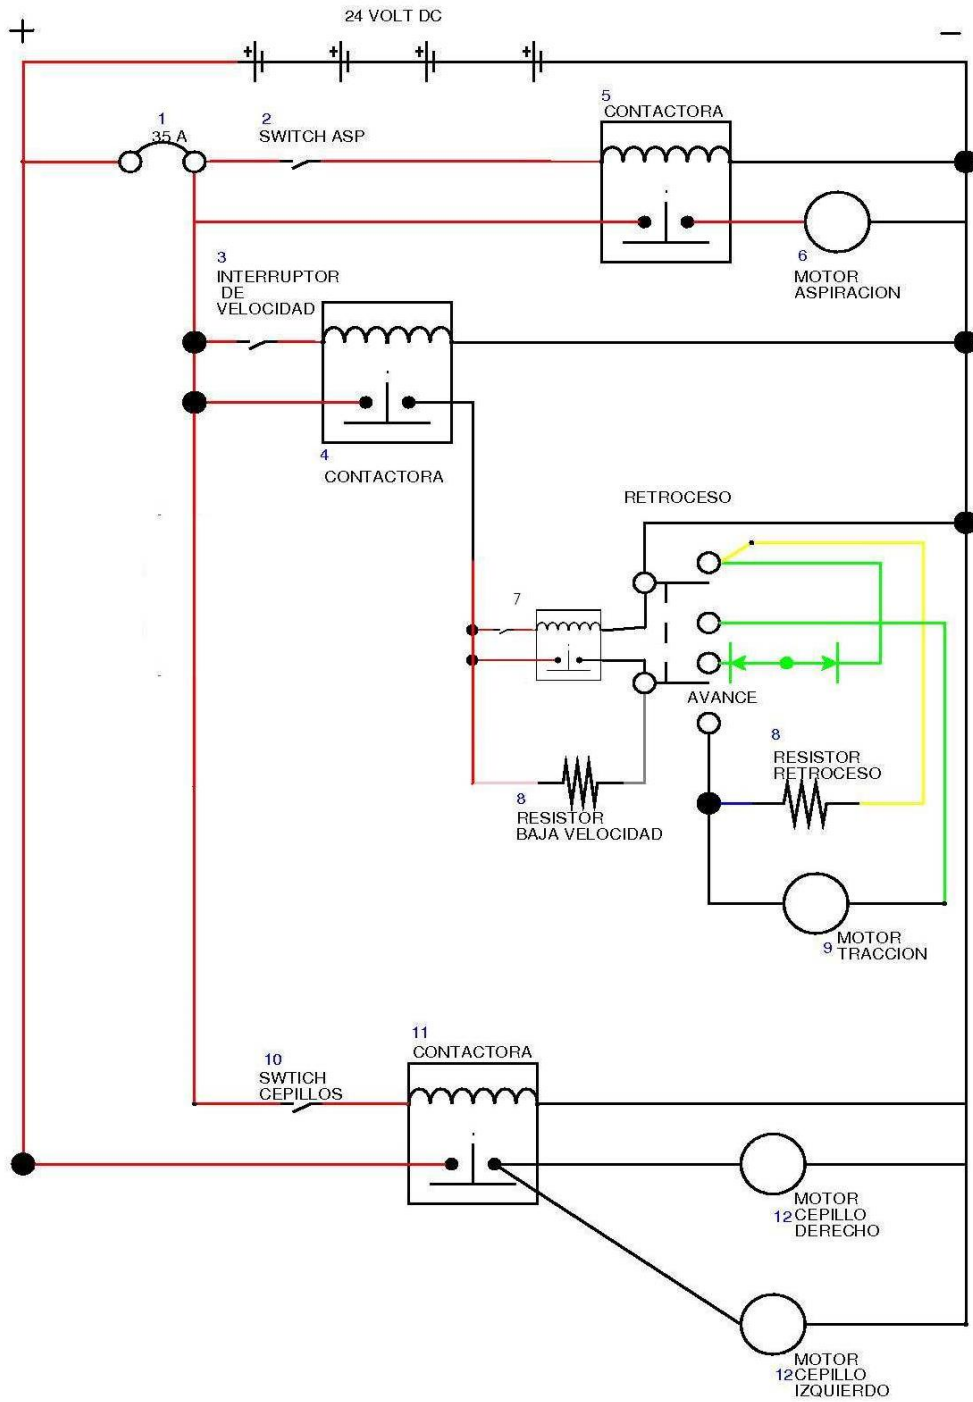 24 VOLT DC
+
−
+
+
+
+
1
35 A
2
SWITCH ASP
5
CONTACTORA
3
INTERRUPTOR
DE
VELOCIDAD
6
MOTOR
ASPIRACION
4
CONTACTORA
RETROCESO
7
AVANCE
8
RESISTOR
RETROCESO
8
RESISTOR
BAJA VELOCIDAD
9
MOTOR
TRACCION
10
SWTICH
CEPILLOS
11
CONTACTORA
12
MOTOR
CEPILLO
DERECHO
12
MOTOR
CEPILLO
IZQUIERDO